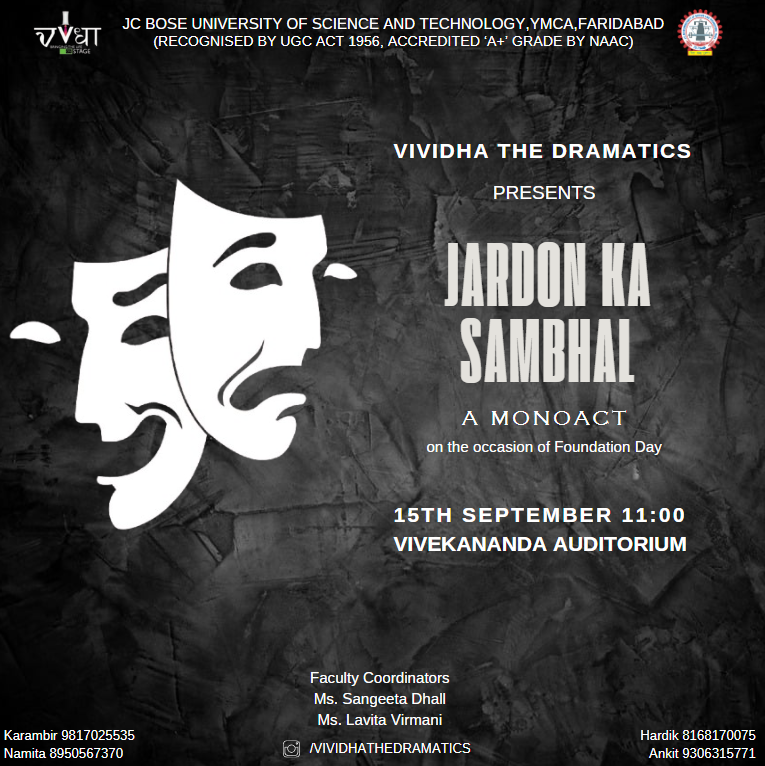 विविधा
STAGE
JC BOSE UNIVERSITY OF SCIENCE AND TECHNOLOGY,YMCA,FARIDABAD
(RECOGNISED BY UGC ACT 1956, ACCREDITED ‘A+’ GRADE BY NAAC)
VIVIDHA THE DRAMATICS
PRESENTS
JARDON KA
SAMBHAL
A MONOACT
on the occasion of Foundation Day
15TH SEPTEMBER 11:00
VIVEKANANDA AUDITORIUM
Faculty Coordinators
Ms. Sangeeta Dhall
Ms. Lavita Virmani
/VIVIDHATHEDRAMATICS
Karambir 9817025535
Namita 8950567370
Hardik 8168170075
Ankit 9306315771